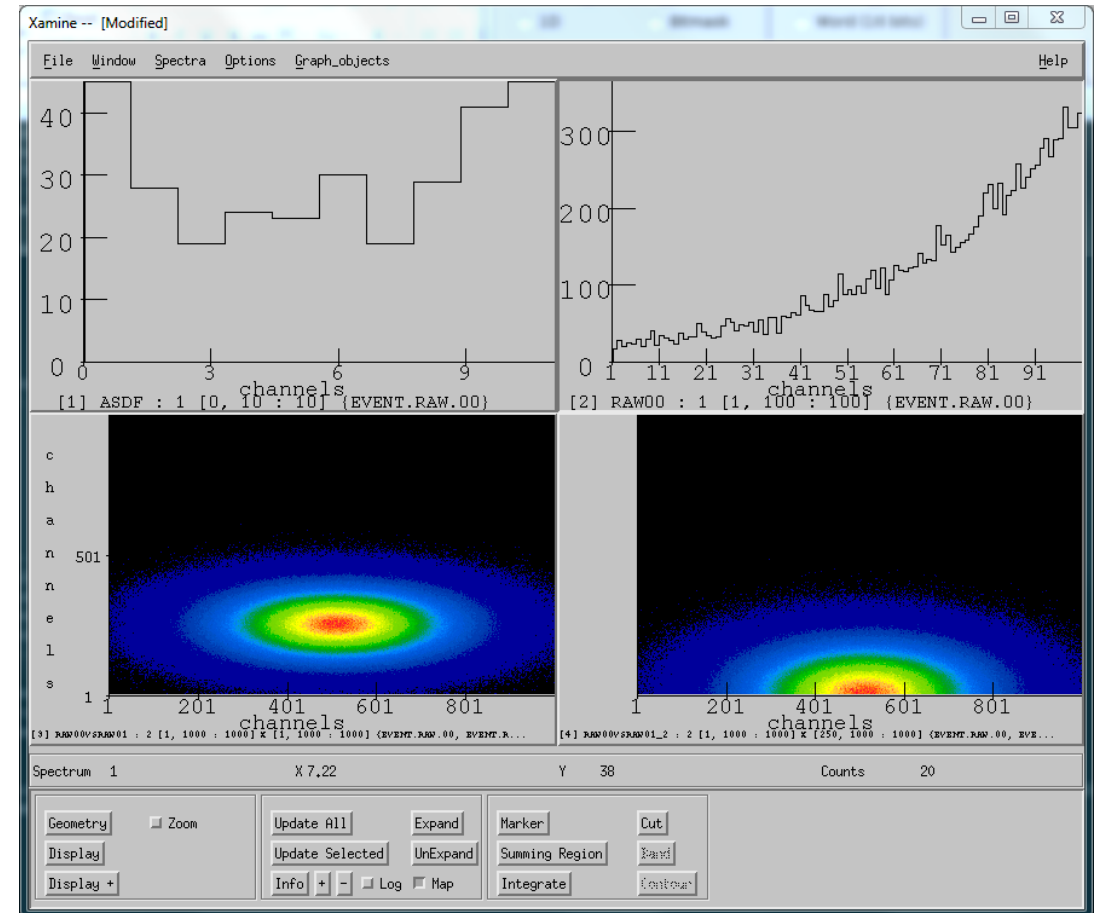 Xamine -- [Modified]
File Window Spectra Options Graph_objects Help
40
30
20
10
0
0 3 6 9
channels
[1] ASDF : 1 [0, 10 : 10] {EVENT.RAW.00}
300
200
100
0
1 11 21 31 41 51 61 71 81 91
channels
[2] RAW00 : 1 [1, 100 : 100] {EVENT.RAW.00}
channels
501
1
1 201 401 601 801
channels
[3] RAW00VSRAW01 : 2 [1, 1000 : 1000] X [1, 1000 : 1000] {EVENT.RAW.00, EVENT.R...
1 201 401 601 801
channels
[4] RAW00VSRAW01_2 : 2 [1, 1000 : 1000] X [250, 1000 : 1000] {EVENT.RAW.00, EVE...
Spectrum 1 X 7.22 Y 38 Counts 20
Geometry Zoom Update All Expand Marker Cut
Display Update Selected UnExpand Summing Region Band
Display + Info + - Log Map Integrate Contour